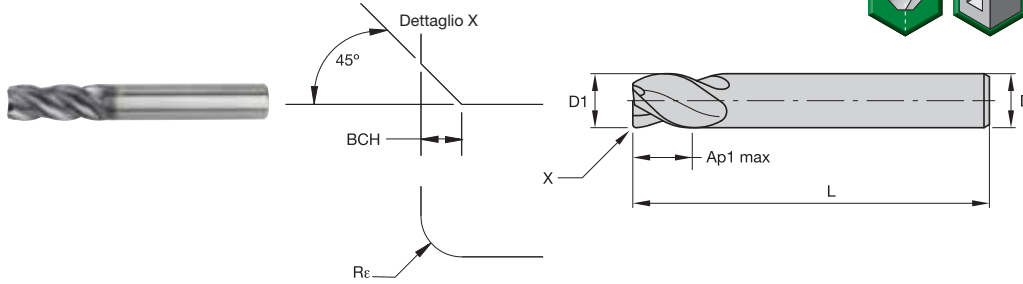 Dettaglio X
45°
BCH
Rε
D1
Ap1 max
X
L